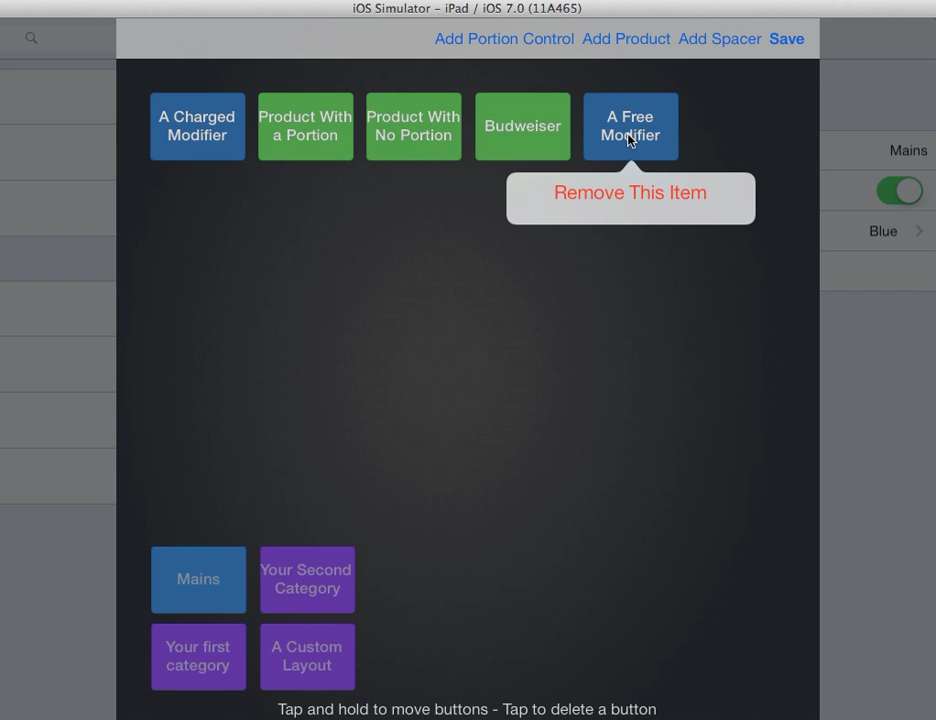 iOS Simulator – iPad / iOS 7.0 (11A465)
Add Portion Control Add Product Add Spacer Save
A Charged
Modifier
Product With
a Portion
Product With
No Portion
Budweiser
A Free
Modifier
Remove This Item
Mains
Blue
Mains
Your Second
Category
Your first
category
A Custom
Layout
Tap and hold to move buttons - Tap to delete a button